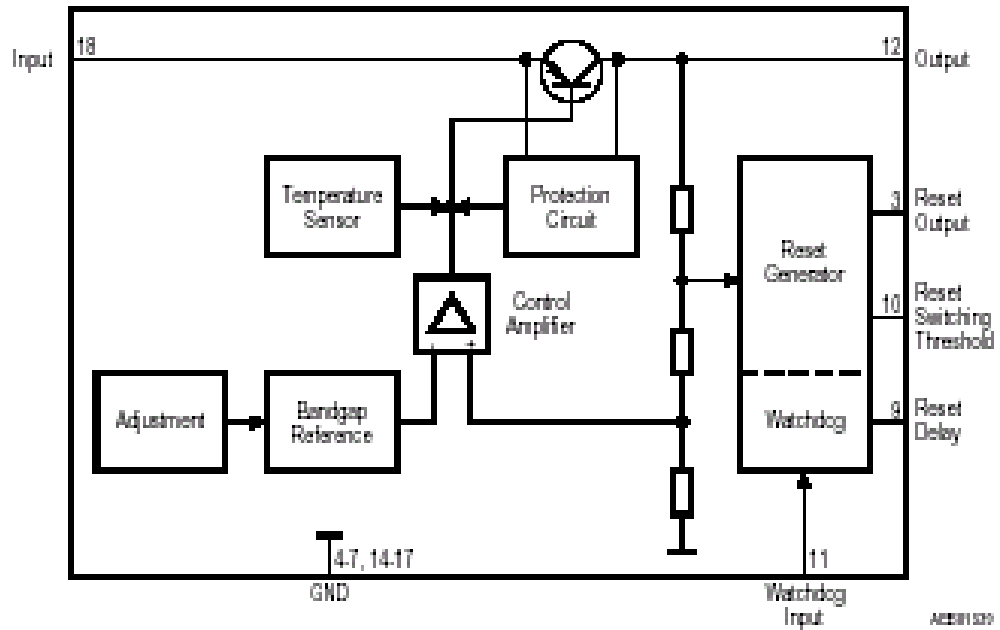 Input
18
12
Output
Temperature
Sensor
Protection
Circuit
3
Reset
Output
Reset
Generator
Control
Amplifier
10
Reset
Switching
Threshold
- +
Adjustment
Bandgap
Reference
Watchdog
9
Reset
Delay
4-7, 14-17
11
GND
Watchdog
Input